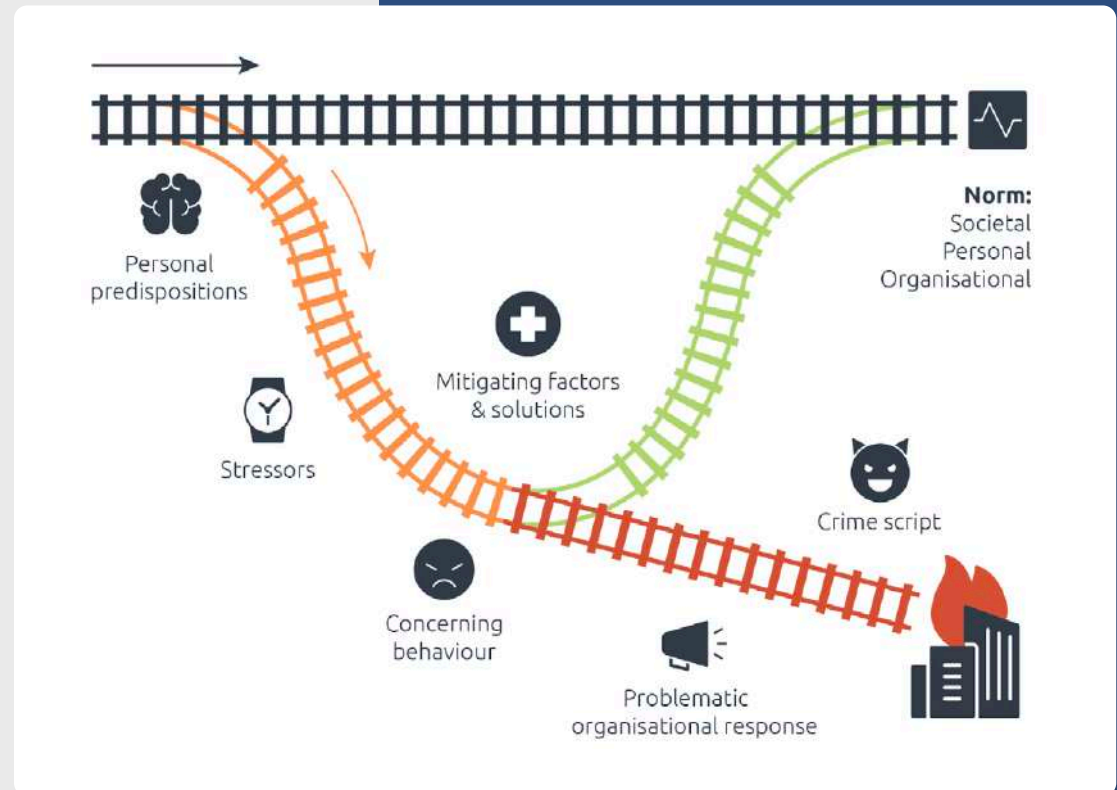 Personal
predispositions
Norm:
Societal
Personal
Organisational
Mitigating factors
& solutions
Stressors
Crime script
Concerning
behaviour
Problematic
organisational response